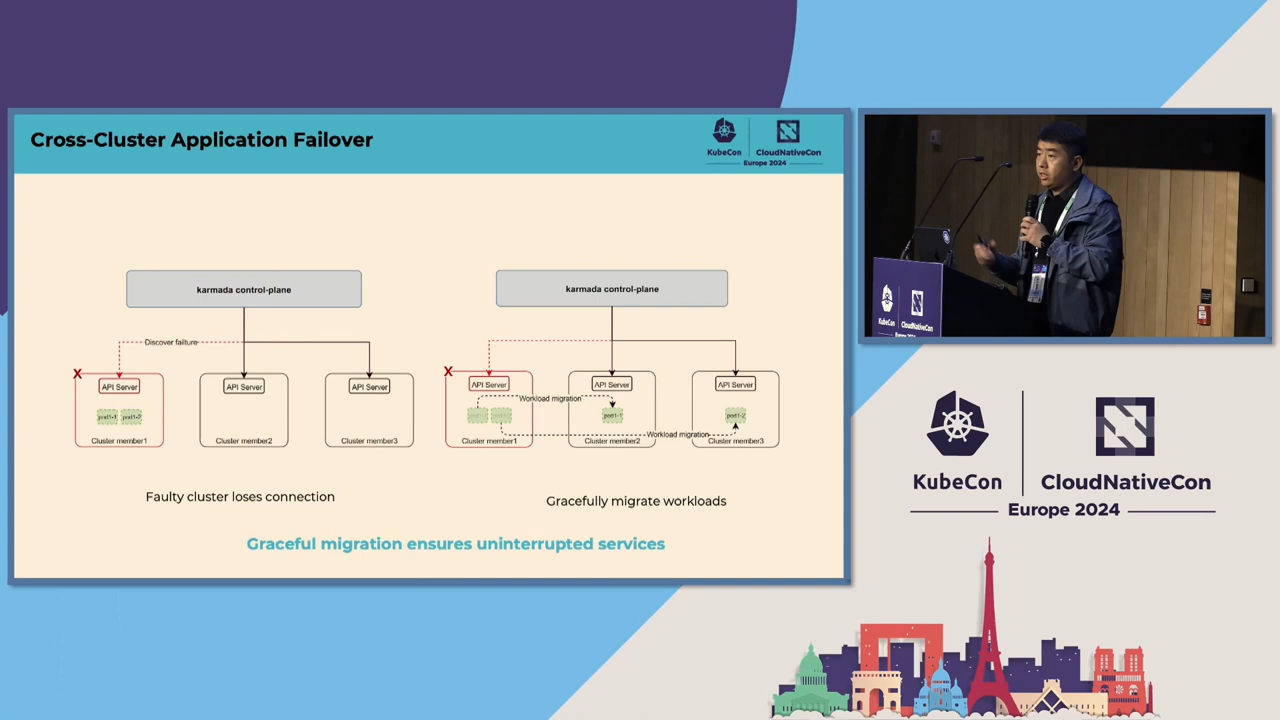 Cross-Cluster Application Failover
KubeCon
CloudNativeCon
Europe 2024
karmada control-plane
Discover failture
X
API Server
API Server
API Server
pod1-1
pod1-2
Cluster member1
Cluster member2
Cluster member3
Faulty cluster loses connection
karmada control-plane
X
API Server
API Server
API Server
Workload migration
pod1-1
pod1-2
Workload migration
Cluster member1
Cluster member2
Cluster member3
Gracefully migrate workloads
Graceful migration ensures uninterrupted services
KubeCon
CloudNativeCon
KubeCon
CloudNativeCon
Europe 2024